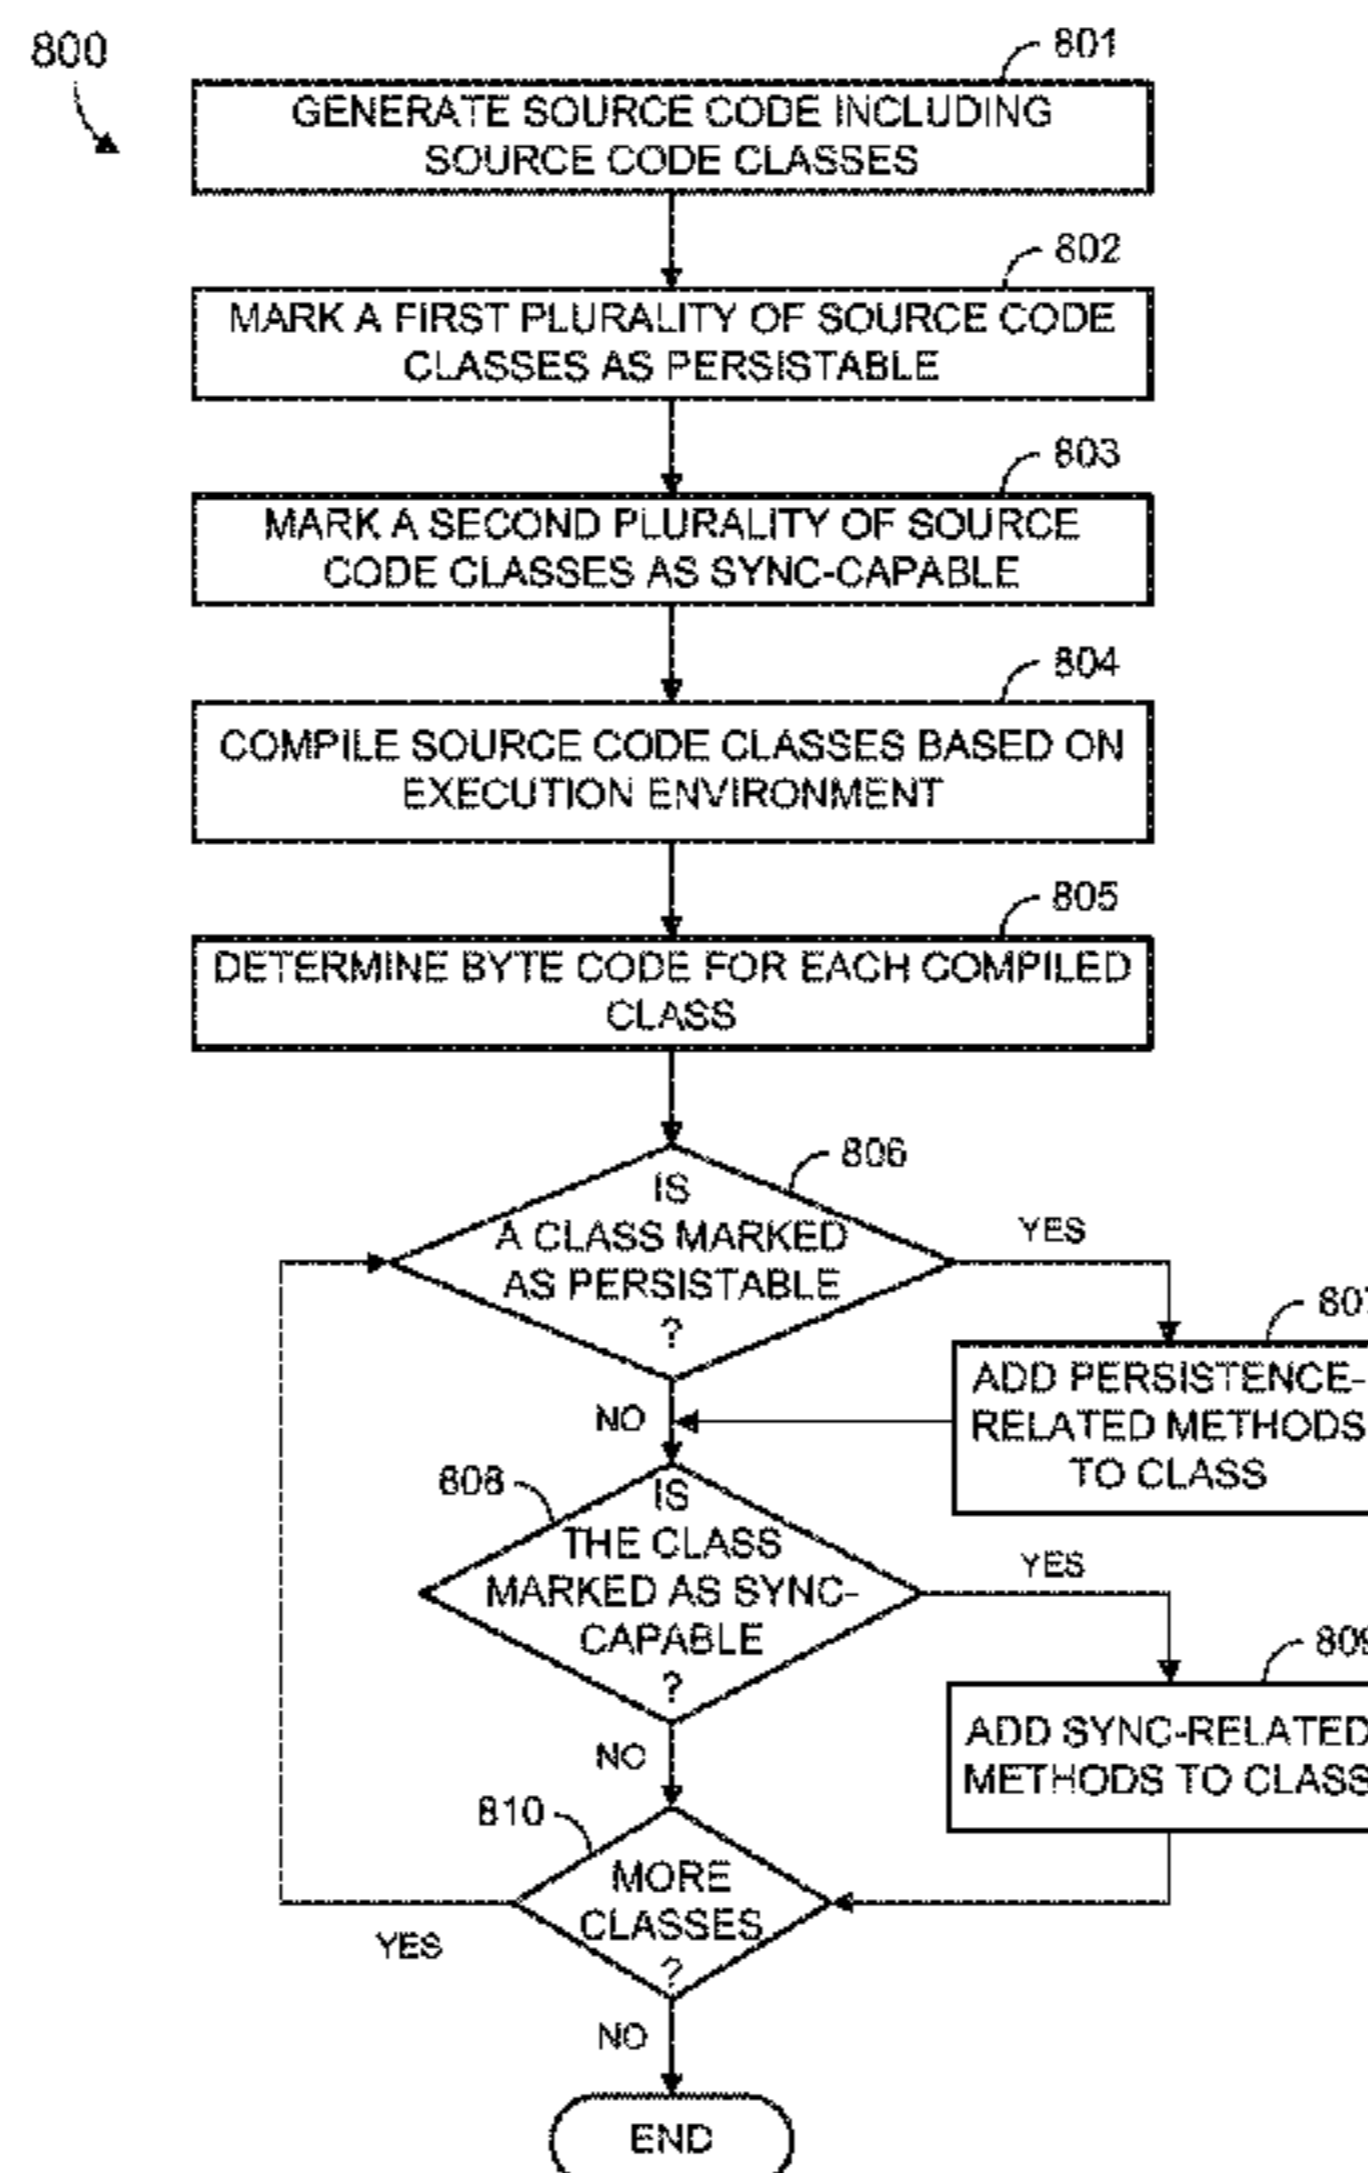 800
801
GENERATE SOURCE CODE INCLUDING
SOURCE CODE CLASSES
802
MARK A FIRST PLURALITY OF SOURCE CODE
CLASSES AS PERSISTABLE
803
MARK A SECOND PLURALITY OF SOURCE
CODE CLASSES AS SYNC-CAPABLE
804
COMPILE SOURCE CODE CLASSES BASED ON
EXECUTION ENVIRONMENT
805
DETERMINE BYTE CODE FOR EACH COMPILED
CLASS
806
IS
A CLASS MARKED
AS PERSISTABLE
?
YES
807
ADD PERSISTENCE-
RELATED METHODS
TO CLASS
NO
808
IS
THE CLASS
MARKED AS SYNC-
CAPABLE
?
YES
809
ADD SYNC-RELATED
METHODS TO CLASS
NO
810
MORE
CLASSES
?
YES
NO
END